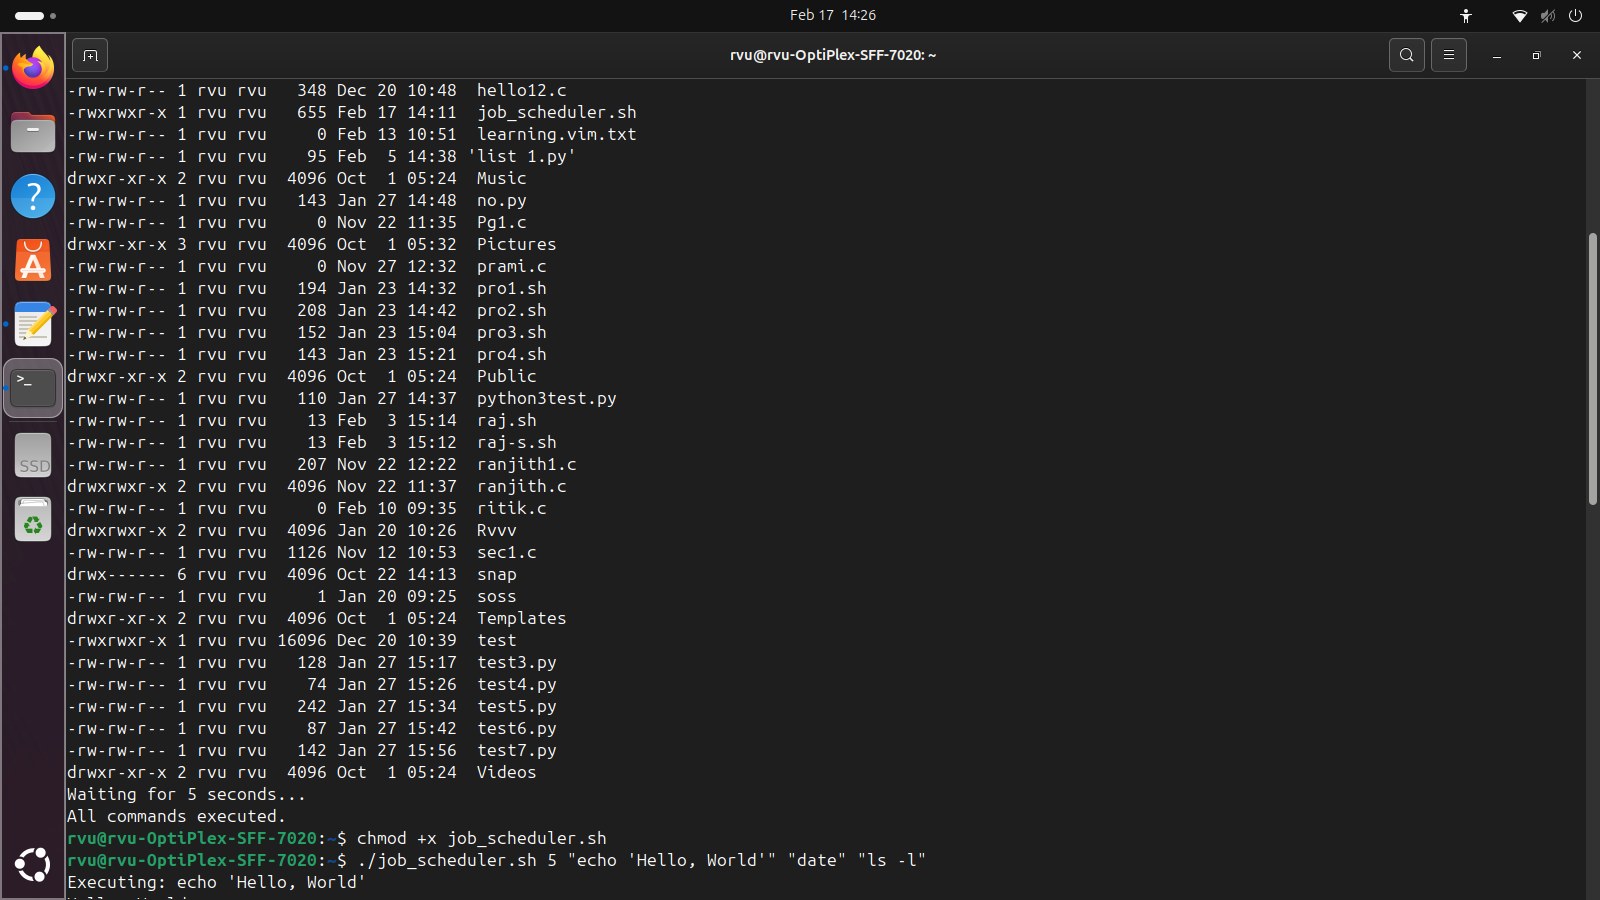 Feb 17 14:26
rvu@rvu-OptiPlex-SFF-7020: ~
-rw-rw-r-- 1 rvu rvu   348 Dec 20 10:48  hello12.c
-rwxrwxr-x 1 rvu rvu   655 Feb 17 14:11  job_scheduler.sh
-rw-rw-r-- 1 rvu rvu     0 Feb 13 10:51  learning.vim.txt
-rw-rw-r-- 1 rvu rvu    95 Feb  5 14:38 'list 1.py'
drwxr-xr-x 2 rvu rvu  4096 Oct  1 05:24  Music
-rw-rw-r-- 1 rvu rvu   143 Jan 27 14:48  no.py
-rw-rw-r-- 1 rvu rvu     0 Nov 22 11:35  Pg1.c
drwxr-xr-x 3 rvu rvu  4096 Oct  1 05:32  Pictures
-rw-rw-r-- 1 rvu rvu     0 Nov 27 12:32  prami.c
-rw-rw-r-- 1 rvu rvu   194 Jan 23 14:32  pro1.sh
-rw-rw-r-- 1 rvu rvu   208 Jan 23 14:42  pro2.sh
-rw-rw-r-- 1 rvu rvu   152 Jan 23 15:04  pro3.sh
-rw-rw-r-- 1 rvu rvu   143 Jan 23 15:21  pro4.sh
drwxr-xr-x 2 rvu rvu  4096 Oct  1 05:24  Public
-rw-rw-r-- 1 rvu rvu   110 Jan 27 14:37  python3test.py
-rw-rw-r-- 1 rvu rvu    13 Feb  3 15:14  raj.sh
-rw-rw-r-- 1 rvu rvu    13 Feb  3 15:12  raj-s.sh
-rw-rw-r-- 1 rvu rvu   207 Nov 22 12:22  ranjith1.c
drwxrwxr-x 2 rvu rvu  4096 Nov 22 11:37  ranjith.c
-rw-rw-r-- 1 rvu rvu     0 Feb 10 09:35  ritik.c
drwxrwxr-x 2 rvu rvu  4096 Jan 20 10:26  Rvvv
-rw-rw-r-- 1 rvu rvu  1126 Nov 12 10:53  sec1.c
drwx------ 6 rvu rvu  4096 Oct 22 14:13  snap
-rw-rw-r-- 1 rvu rvu     1 Jan 20 09:25  soss
drwxr-xr-x 2 rvu rvu  4096 Oct  1 05:24  Templates
-rwxrwxr-x 1 rvu rvu 16096 Dec 20 10:39  test
-rw-rw-r-- 1 rvu rvu   128 Jan 27 15:17  test3.py
-rw-rw-r-- 1 rvu rvu    74 Jan 27 15:26  test4.py
-rw-rw-r-- 1 rvu rvu   242 Jan 27 15:34  test5.py
-rw-rw-r-- 1 rvu rvu    87 Jan 27 15:42  test6.py
-rw-rw-r-- 1 rvu rvu   142 Jan 27 15:56  test7.py
drwxr-xr-x 2 rvu rvu  4096 Oct  1 05:24  Videos
Waiting for 5 seconds...
All commands executed.
rvu@rvu-OptiPlex-SFF-7020:~$ chmod +x job_scheduler.sh
rvu@rvu-OptiPlex-SFF-7020:~$ ./job_scheduler.sh 5 "echo 'Hello, World'" "date" "ls -l"
Executing: echo 'Hello, World'
SSD